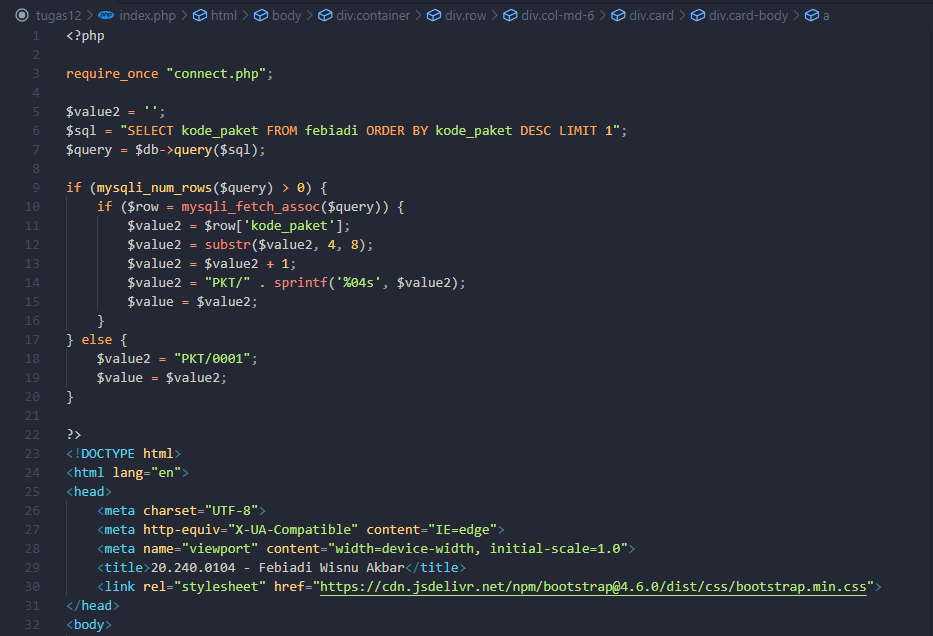 tugas12 > index.php > html > body > div.container > div.row > div.col-md-6 > div.card > div.card-body > a
1 <?php
2
3 require_once "connect.php";
4
5 $value2 = '';
6 $sql = "SELECT kode_paket FROM febiadi ORDER BY kode_paket DESC LIMIT 1";
7 $query = $db->query($sql);
8
9 if (mysqli_num_rows($query) > 0) {
10     if ($row = mysqli_fetch_assoc($query)) {
11         $value2 = $row['kode_paket'];
12         $value2 = substr($value2, 4, 8);
13         $value2 = $value2 + 1;
14         $value2 = "PKT/" . sprintf('%04s', $value2);
15         $value = $value2;
16     }
17 } else {
18     $value2 = "PKT/0001";
19     $value = $value2;
20 }
21
22 ?>
23 <!DOCTYPE html>
24 <html lang="en">
25 <head>
26     <meta charset="UTF-8">
27     <meta http-equiv="X-UA-Compatible" content="IE=edge">
28     <meta name="viewport" content="width=device-width, initial-scale=1.0">
29     <title>20.240.0104 - Febiadi Wisnu Akbar</title>
30     <link rel="stylesheet" href="https://cdn.jsdelivr.net/npm/bootstrap@4.6.0/dist/css/bootstrap.min.css">
31 </head>
32 <body>